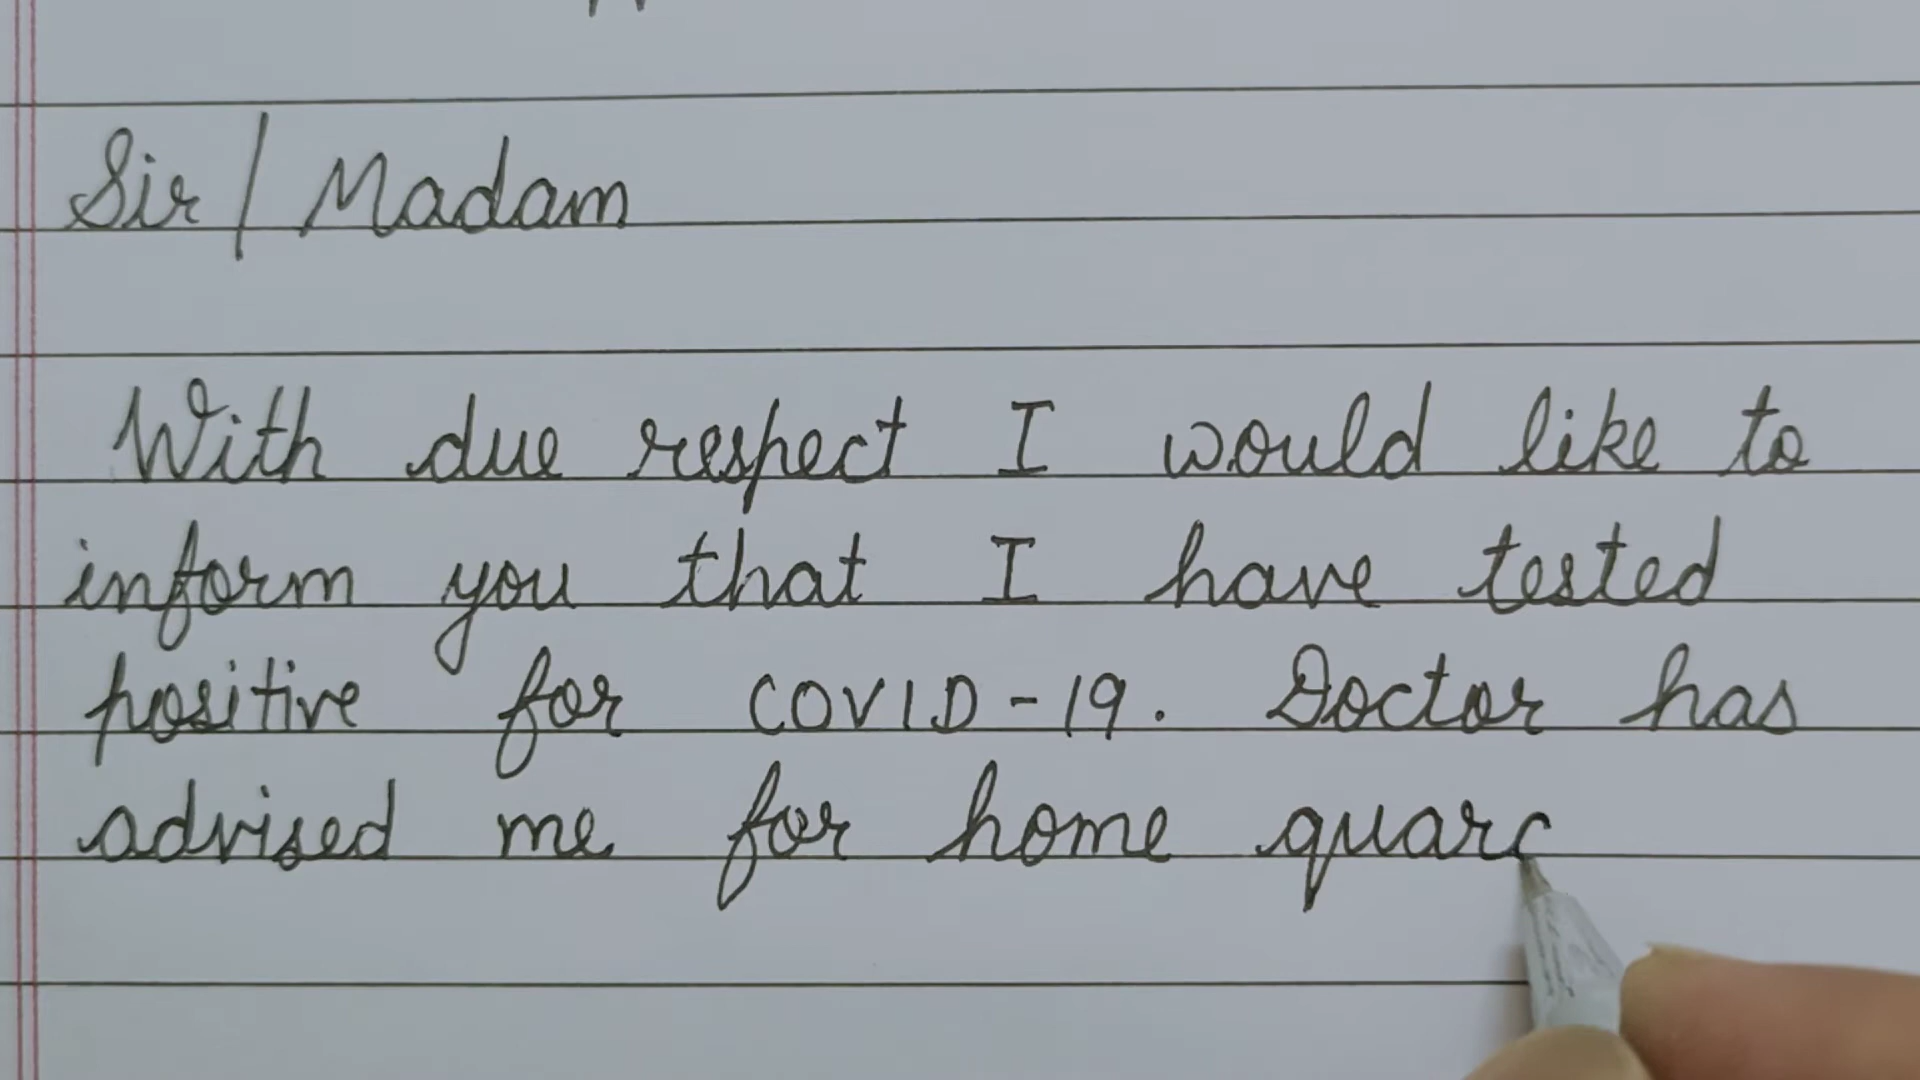 Sir/Madam
With due respect I would like to
inform you that I have tested
positive for COVID-19. Doctor has
advised me for home quar